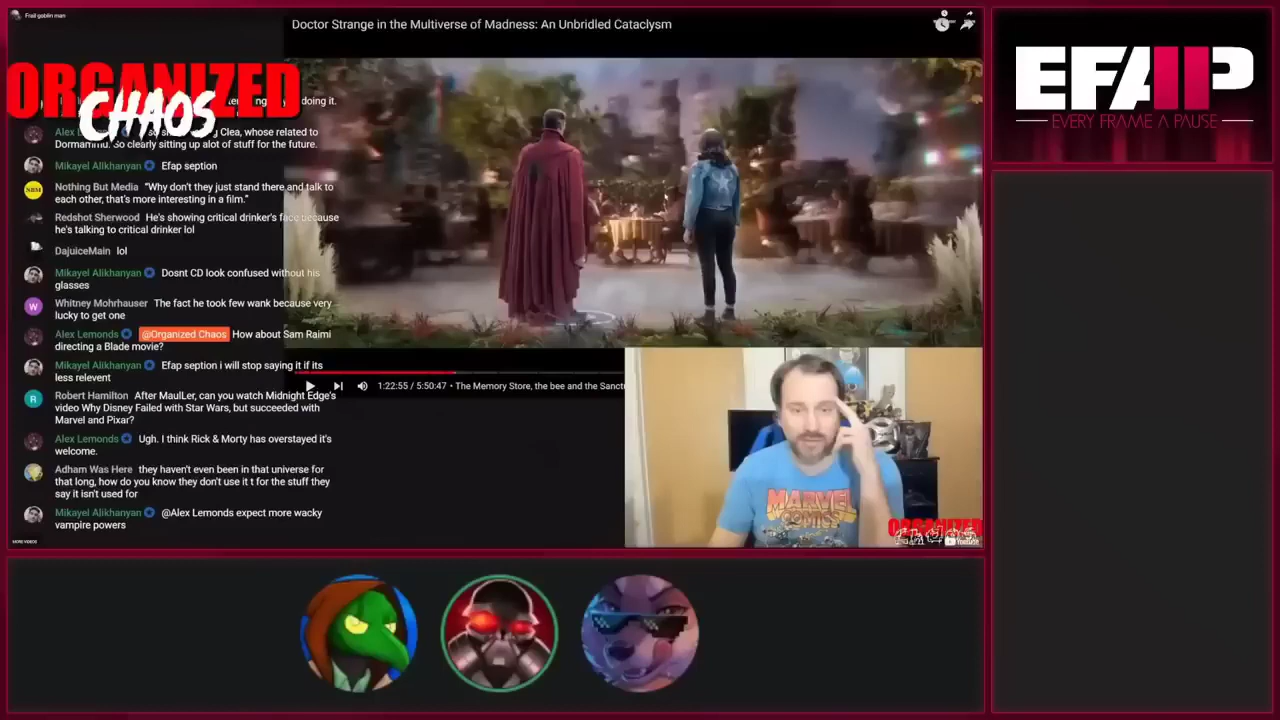 Frail goblin man
Doctor Strange in the Multiverse of Madness: An Unbridled Cataclysm
EFAP
EVERY FRAME A PAUSE
ORGANIZED
CHAOS
doing it.
Clea, whose related to
Dormammu. So clearly sitting up alot of stuff for the future.
Mikayel Alikhanyan Efap seption
Nothing But Media “Why don't they just stand there and talk to
each other, that's more interesting in a film.”
Redshot Sherwood He's showing critical drinker's face because
he's talking to critical drinker lol
DajuiceMain lol
Mikayel Alikhanyan Dosnt CD look confused without his
glasses
Whitney Mohrhauser The fact he took few wank because very
lucky to get one
Alex Lemonds @Organized Chaos How about Sam Raimi
directing a Blade movie?
Mikayel Alikhanyan Efap seption i will stop saying it if its
less relevent
Robert Hamilton After MauLer, can you watch Midnight Edge's
video Why Disney Failed with Star Wars, but succeeded with
Marvel and Pixar?
Alex Lemonds Ugh. I think Rick & Morty has overstayed it's
welcome.
Adham Was Here they haven't even been in that universe for
that long, how do you know they don't use it t for the stuff they
say it isn't used for
Mikayel Alikhanyan @Alex Lemonds expect more wacky
vampire powers
MORE VIDEOS
1:22:55 / 5:50:47 • The Memory Store, the bee and the Sanctu
MARVEL
COMICS
ORGANIZED
YouTube